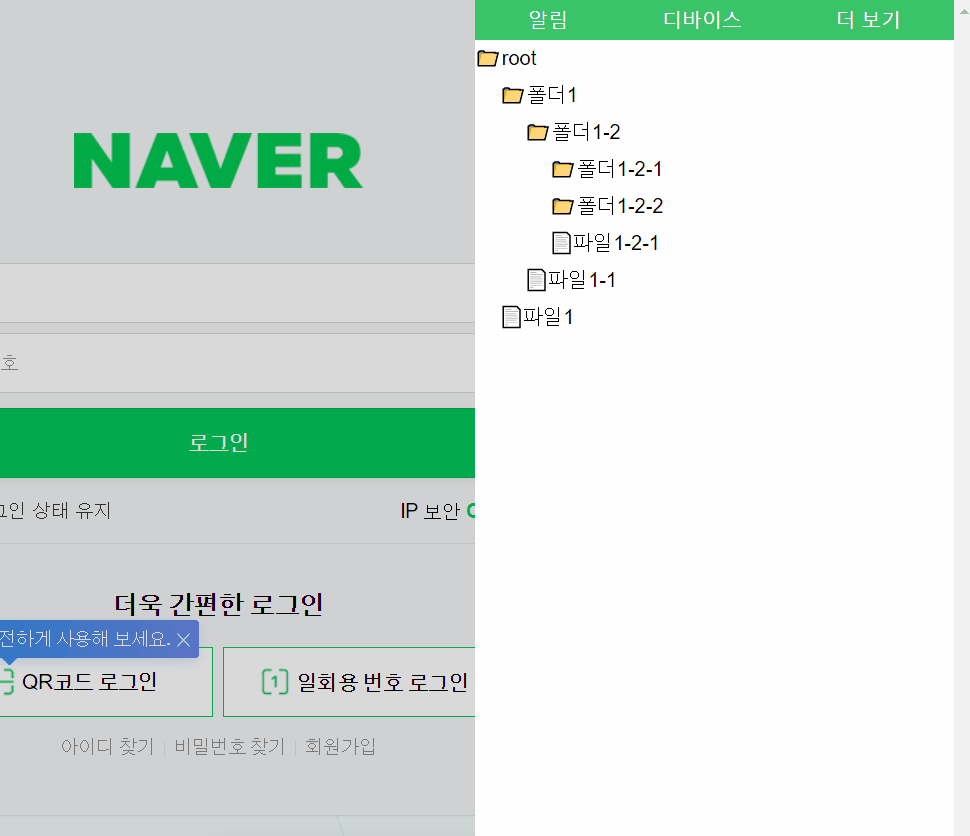 NAVER
호
로그인
그인 상태 유지
IP 보안
더욱 간편한 로그인
전하게 사용해 보세요.
QR코드 로그인
1 일회용 번호 로그인
아이디 찾기 | 비밀번호 찾기 | 회원가입
알림 디바이스 더 보기
root
폴더1
폴더1-2
폴더1-2-1
폴더1-2-2
파일1-2-1
파일1-1
파일1